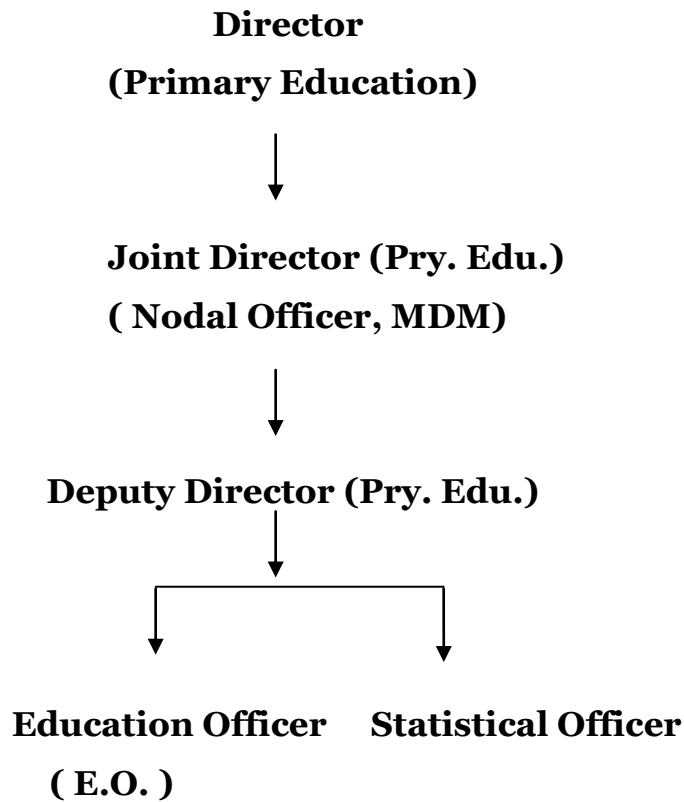 Director
(Primary Education)
Joint Director (Pry. Edu.)
( Nodal Officer, MDM)
Deputy Director (Pry. Edu.)
Education Officer Statistical Officer
( E.O. )